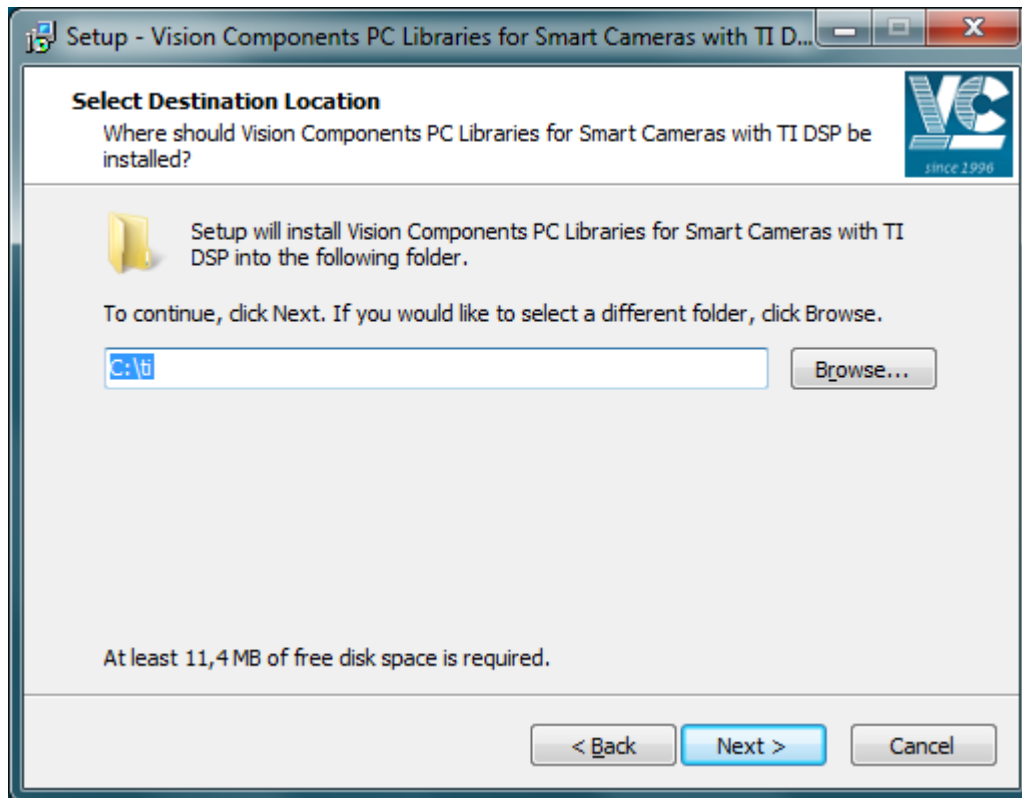 Setup - Vision Components PC Libraries for Smart Cameras with TI D...
Select Destination Location
Where should Vision Components PC Libraries for Smart Cameras with TI DSP be
installed?
VC
since 1996
Setup will install Vision Components PC Libraries for Smart Cameras with TI
DSP into the following folder.
To continue, click Next. If you would like to select a different folder, click Browse.
C:\ti
Browse...
At least 11,4 MB of free disk space is required.
< Back
Next >
Cancel